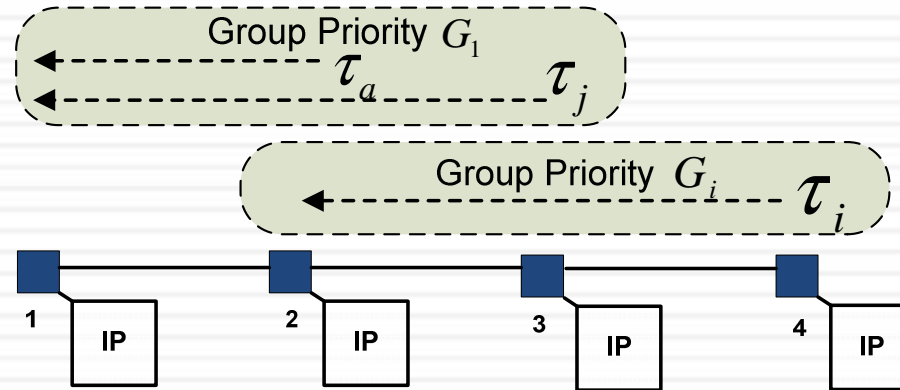 Group Priority G₁
τₐ
τⱼ
Group Priority Gᵢ
τᵢ
1 2 3 4
IP IP IP IP